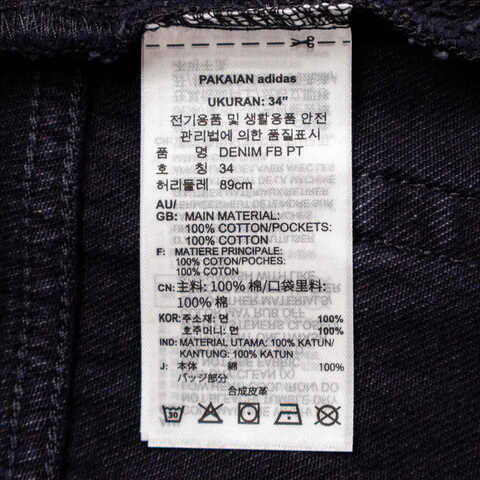 PAKAIAN adidas
UKURAN: 34"
전기용품 및 생활용품 안전
관리법에 의한 품질표시
품 명 DENIM FB PT
호 칭 34
허리둘레 89cm
AU/
GB: MAIN MATERIAL:
100% COTTON/POCKETS:
100% COTTON
F: MATIERE PRINCIPALE:
100% COTON/POCHES:
100% COTON
CN: 主料: 100% 棉/口袋里料:
100% 棉
KOR: 주소재: 면 100%
호주머니: 면 100%
IND: MATERIAL UTAMA: 100% KATUN/
KANTUNG: 100% KATUN
J: 本体 綿 100%
パッジ部分
合成皮革
30